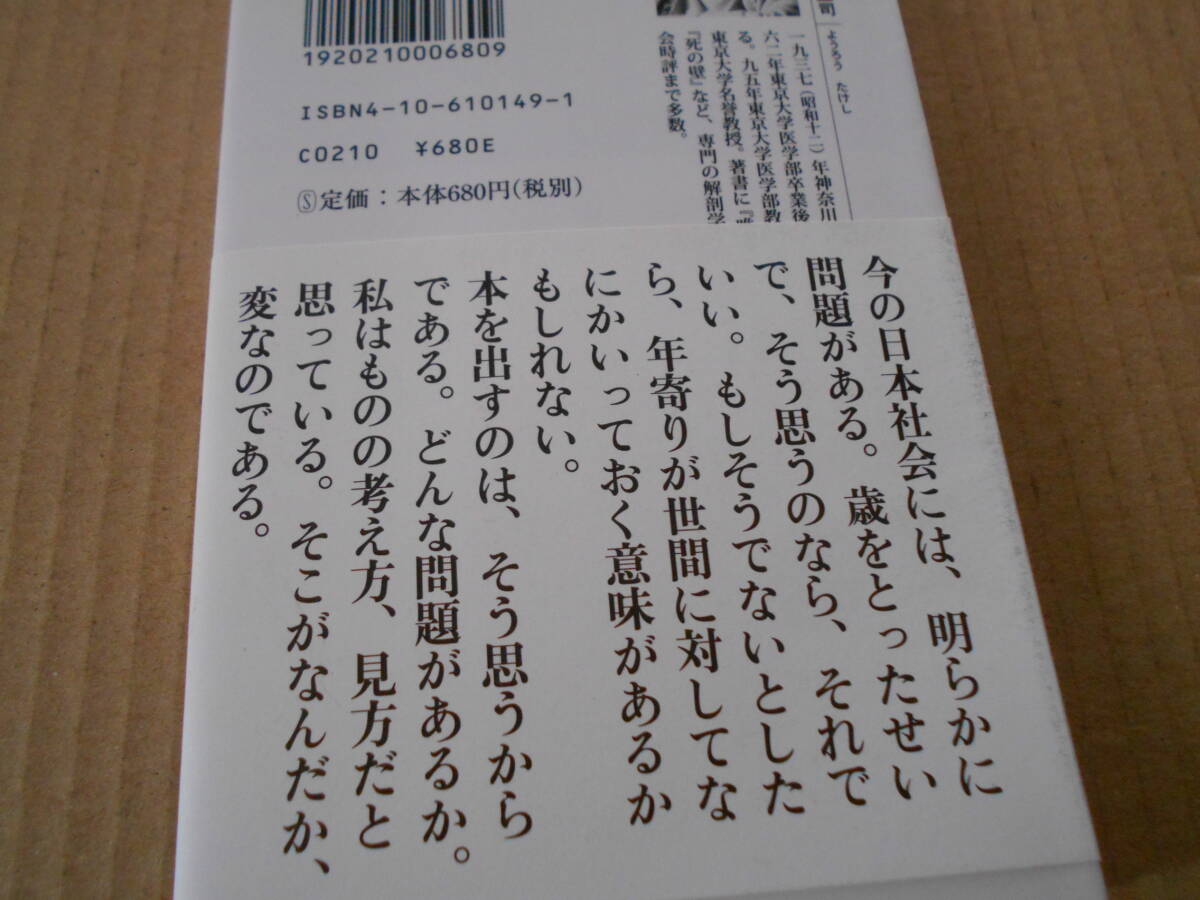 1920210006809
ISBN4-10-610149-1
C0210 ¥680E
Ⓢ定価：本体680円(税別)
司
ようろう たけし
一九三七（昭和十二）年神奈川
六二年東京大学医学部卒業後
る。九五年東京大学医学部教
東京大学名誉教授。著書に『唯
『死の壁』など、専門の解剖学
会時評まで多数。
今の日本社会には、明らかに
問題がある。歳をとったせい
で、そう思うのなら、それで
いい。もしそうでないとした
ら、年寄りが世間に対してな
にかいっておく意味があるか
もしれない。
本を出すのは、そう思うから
である。どんな問題があるか。
私はものの考え方、見方だと
思っている。そこがなんだか、
変なのである。